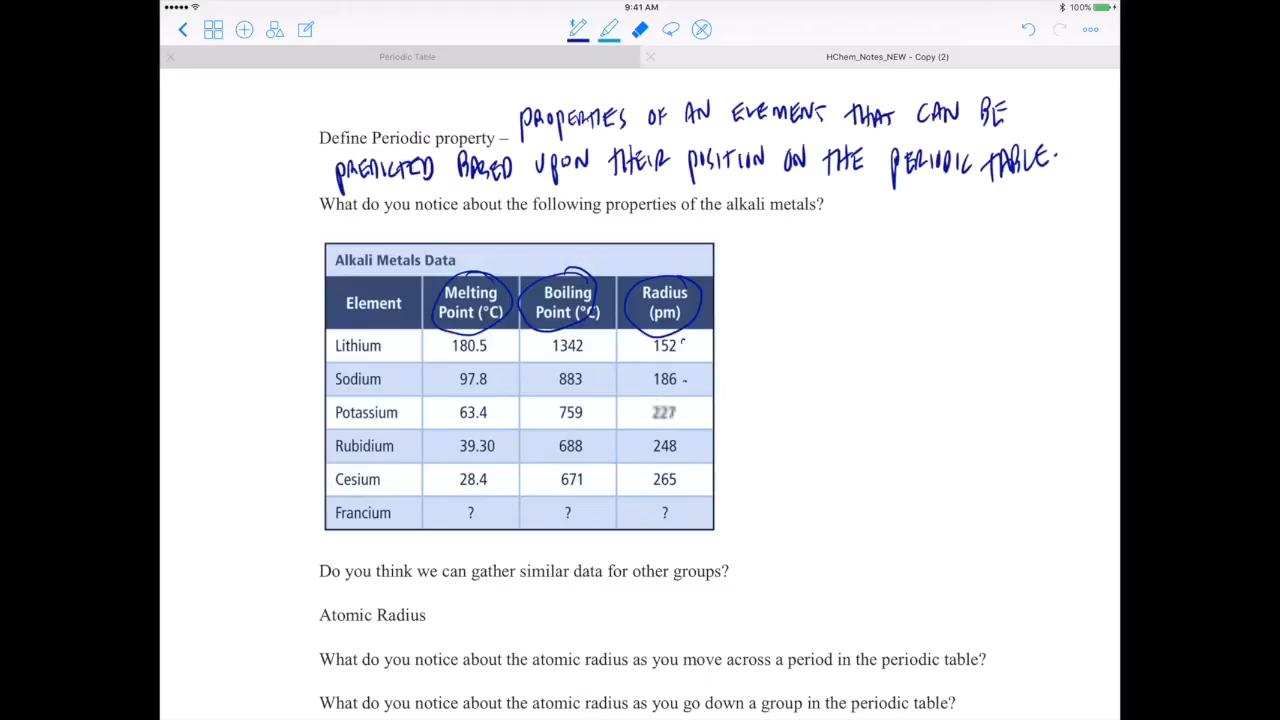 9:41 AM
100%
Periodic Table
HChem_Notes_NEW - Copy (2)
PROPERTIES OF AN ELEMENT THAT CAN BE
Define Periodic property –
PREDICTED BASED UPON THEIR POSITION ON THE PERIODIC TABLE.
What do you notice about the following properties of the alkali metals?
Alkali Metals Data
Element Melting Point (°C) Boiling Point (°C) Radius (pm)
Lithium 180.5 1342 152
Sodium 97.8 883 186
Potassium 63.4 759 227
Rubidium 39.30 688 248
Cesium 28.4 671 265
Francium ? ? ?
Do you think we can gather similar data for other groups?
Atomic Radius
What do you notice about the atomic radius as you move across a period in the periodic table?
What do you notice about the atomic radius as you go down a group in the periodic table?